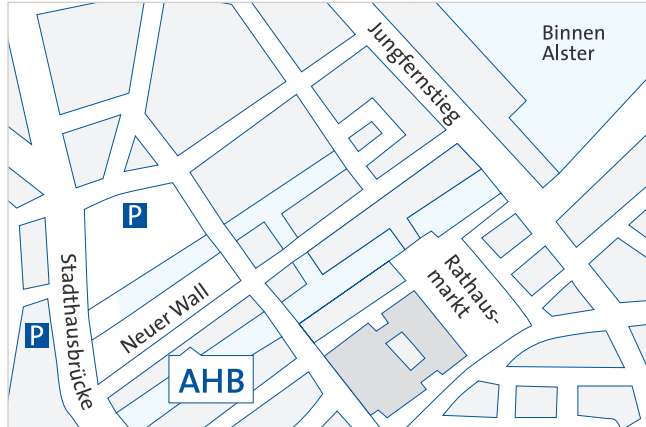 Binnen
Alster
Jungfernstieg
P
Stadthausbrücke
Neuer Wall
Rathaus-
markt
P
AHB